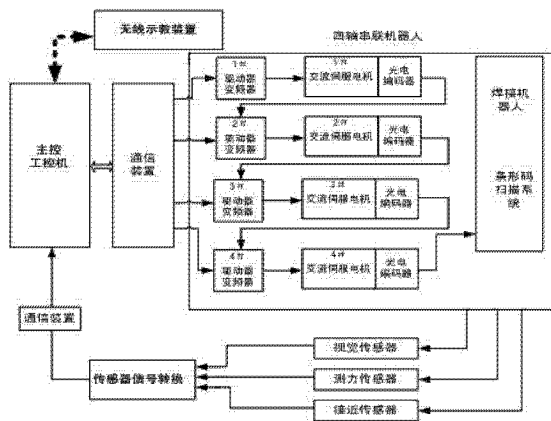 无线示教装置
四轴串联机器人
主控
工控机
通信
装置
1#
驱动器
变频器
1#
交流伺服电机
光电
编码器
2#
驱动器
变频器
2#
交流伺服电机
光电
编码器
3#
驱动器
变频器
3#
交流伺服电机
光电
编码器
4#
驱动器
变频器
4#
交流伺服电机
光电
编码器
焊接机
器人
条形码
扫描系
统
通信装置
传感器信号转换
视觉传感器
测力传感器
接近传感器